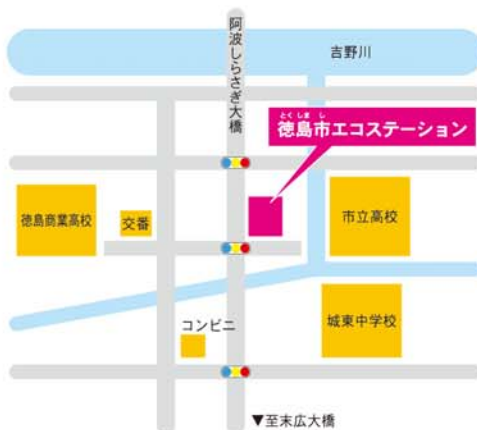 吉野川
阿波しらさぎ大橋
とくしまし
徳島市エコステーション
徳島商業高校
交番
市立高校
コンビニ
城東中学校
▼至末広大橋